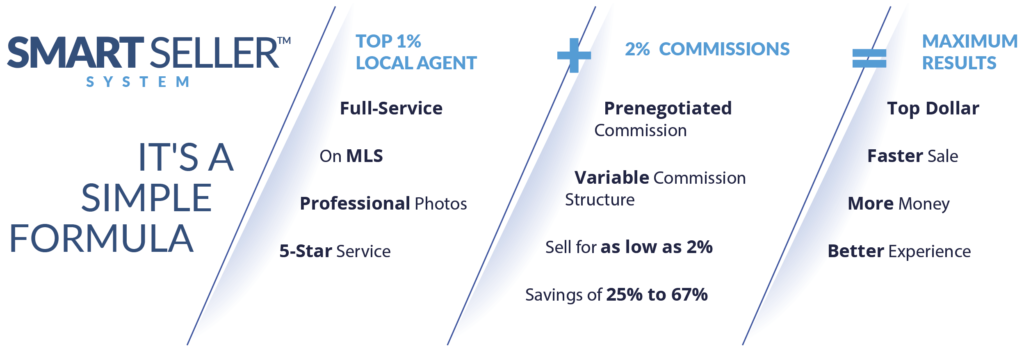 SMART SELLER™
SYSTEM
IT'S A
SIMPLE
FORMULA
TOP 1%
LOCAL AGENT
Full-Service
On MLS
Professional Photos
5-Star Service
+
2% COMMISSIONS
Prenegotiated
Commission
Variable Commission
Structure
Sell for as low as 2%
Savings of 25% to 67%
=
MAXIMUM
RESULTS
Top Dollar
Faster Sale
More Money
Better Experience